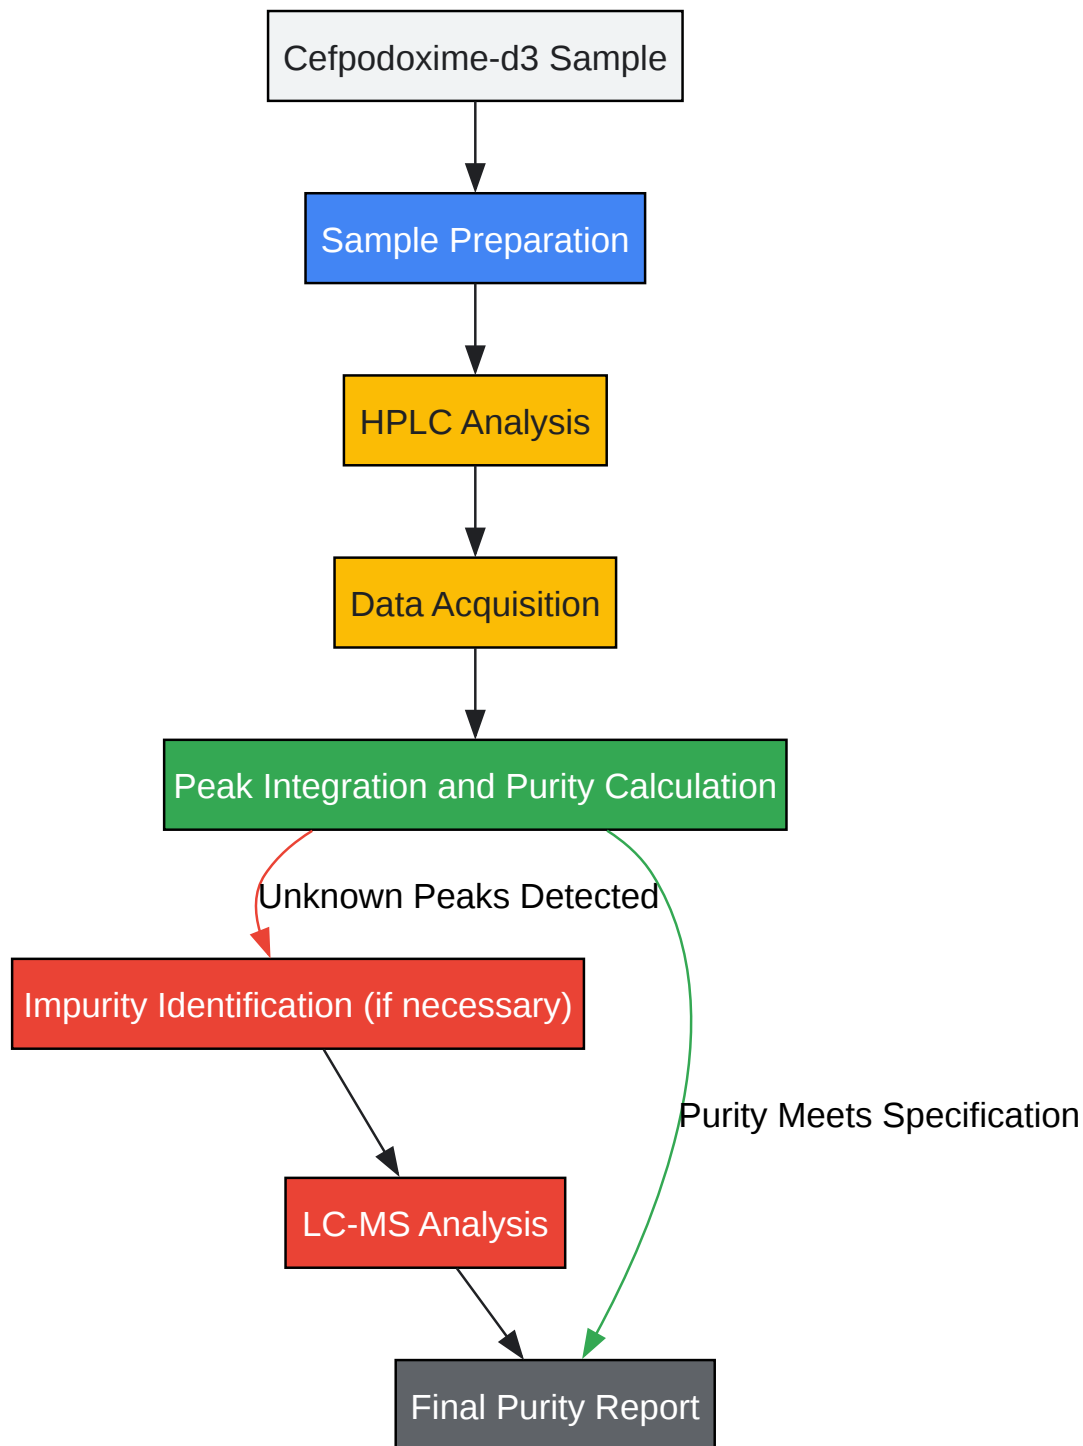 Cefpodoxime-d3 Sample
Sample Preparation
HPLC Analysis
Data Acquisition
Peak Integration and Purity Calculation
Unknown Peaks Detected
Impurity Identification (if necessary)
Purity Meets Specification
LC-MS Analysis
Final Purity Report